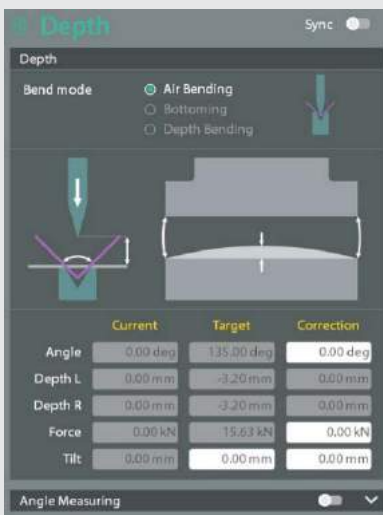 Depth
Sync
Depth
Bend mode
Air Bending
Bottoming
Depth Bending
Current Target Correction
Angle 0.00 deg 135.00 deg 0.00 deg
Depth L 0.00 mm -3.20 mm 0.00 mm
Depth R 0.00 mm -3.20 mm 0.00 mm
Force 0.00 kN 15.63 kN 0.00 kN
Tilt 0.00 mm 0.00 mm 0.00 mm
Angle Measuring